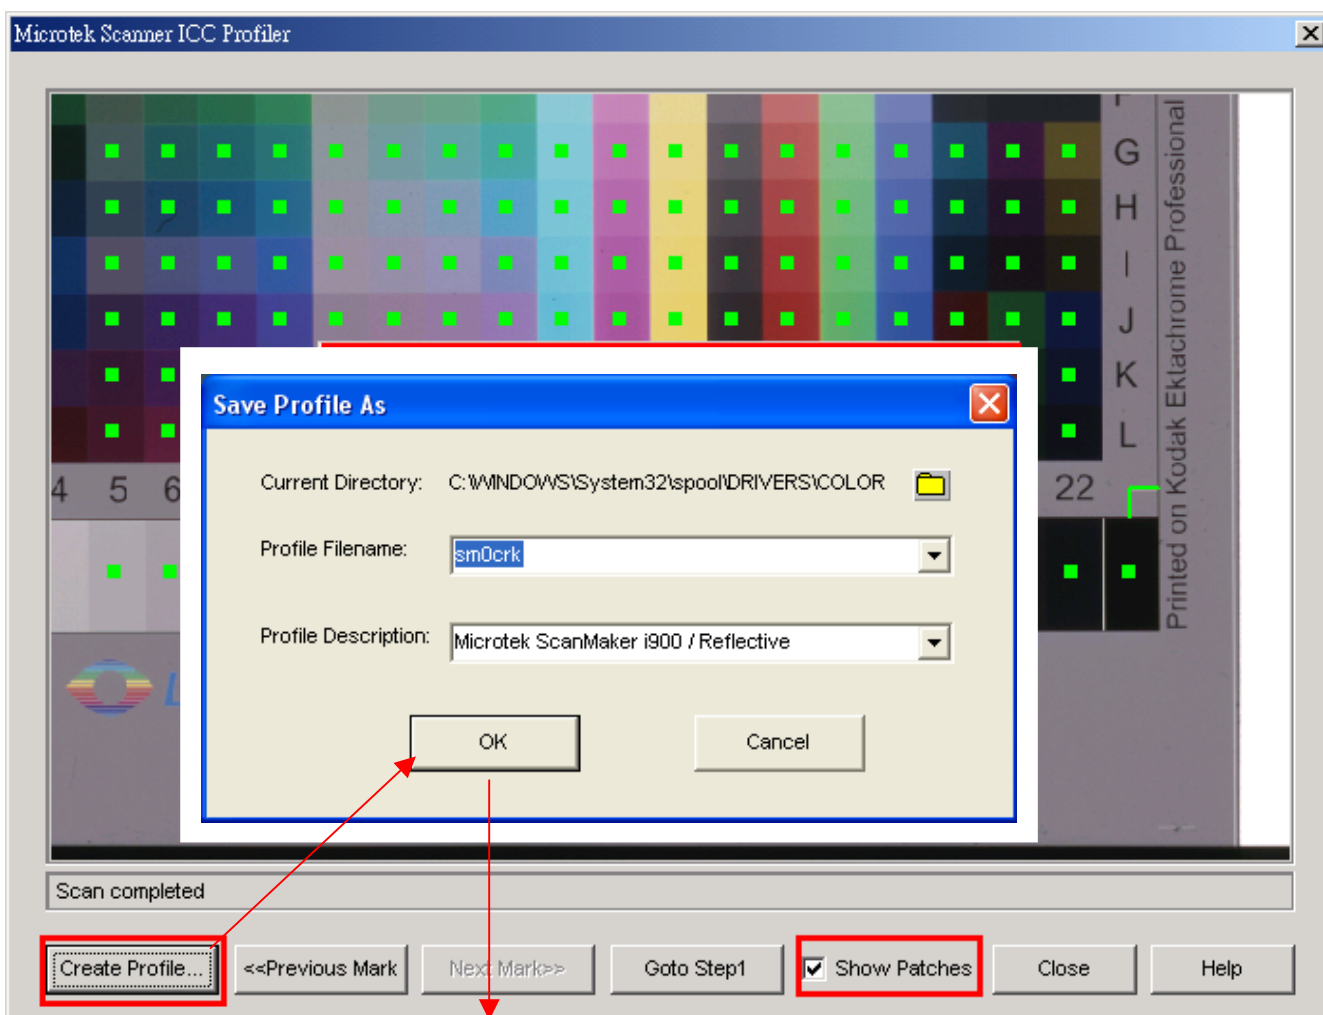 Microtek Scanner ICC Profiler
F
G
H
I
J
K
L
Printed on Kodak Ektachrome Professional
4 5 6 22
L
Save Profile As
Current Directory: C:\WINDOWS\System32\spool\DRIVERS\COLOR
Profile Filename: sm0crk
Profile Description: Microtek ScanMaker i900 / Reflective
OK Cancel
Scan completed
Create Profile... <<Previous Mark Next Mark>> Goto Step1 Show Patches Close Help